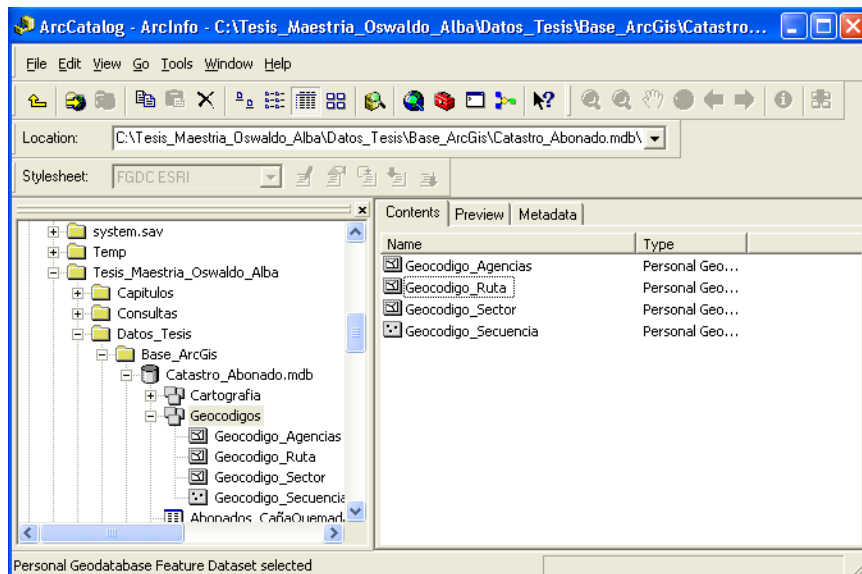 ArcCatalog - ArcInfo - C:\Tesis_Maestria_Oswaldo_Alba\Datos_Tesis\Base_ArcGis\Catastro...
File Edit View Go Tools Window Help
Location: C:\Tesis_Maestria_Oswaldo_Alba\Datos_Tesis\Base_ArcGis\Catastro_Abonado.mdb\
Stylesheet: FGDC ESRI
system.sav
Temp
Tesis_Maestria_Oswaldo_Alba
Capitulos
Consultas
Datos_Tesis
Base_ArcGis
Catastro_Abonado.mdb
Cartografia
Geocodigos
Geocodigo_Agencias
Geocodigo_Ruta
Geocodigo_Sector
Geocodigo_Secuencia
Abonados_CañaQuemad
Contents Preview Metadata
Name Type
Geocodigo_Agencias Personal Geo...
Geocodigo_Ruta Personal Geo...
Geocodigo_Sector Personal Geo...
Geocodigo_Secuencia Personal Geo...
Personal Geodatabase Feature Dataset selected